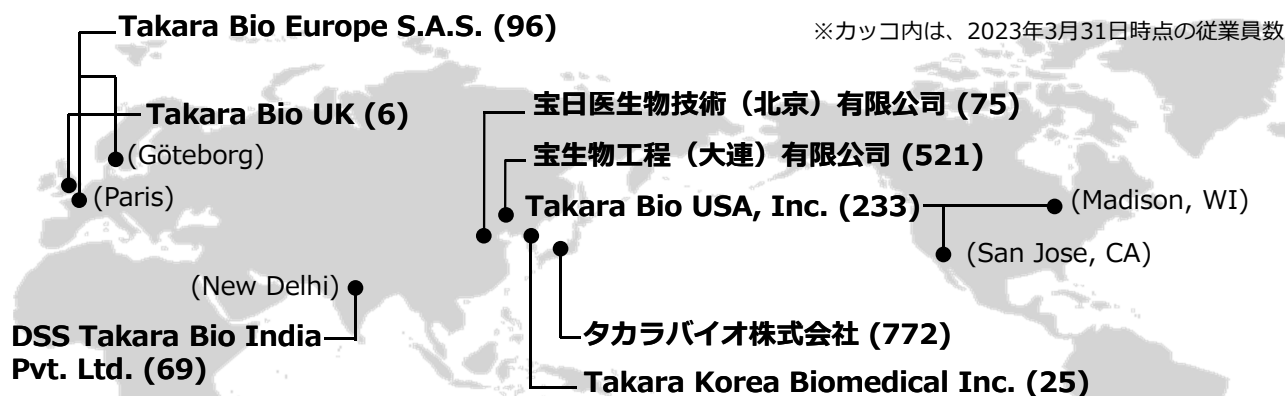 Takara Bio Europe S.A.S. (96)
※カッコ内は、2023年3月31日時点の従業員数
Takara Bio UK (6)
(Göteborg)
(Paris)
宝日医生物技術（北京）有限公司 (75)
宝生物工程（大連）有限公司 (521)
Takara Bio USA, Inc. (233)
(Madison, WI)
(San Jose, CA)
(New Delhi)
DSS Takara Bio India
Pvt. Ltd. (69)
タカラバイオ株式会社 (772)
Takara Korea Biomedical Inc. (25)